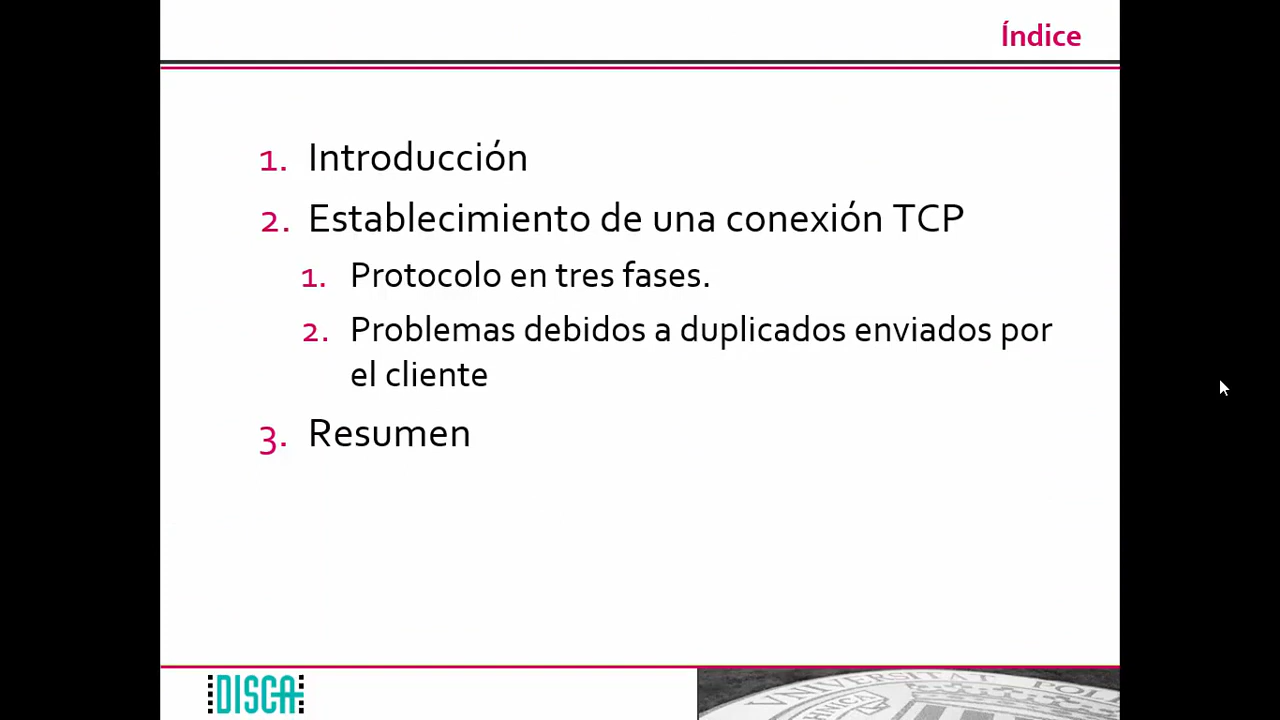 Índice
1. Introducción
2. Establecimiento de una conexión TCP
1. Protocolo en tres fases.
2. Problemas debidos a duplicados enviados por
el cliente
3. Resumen
DISCA